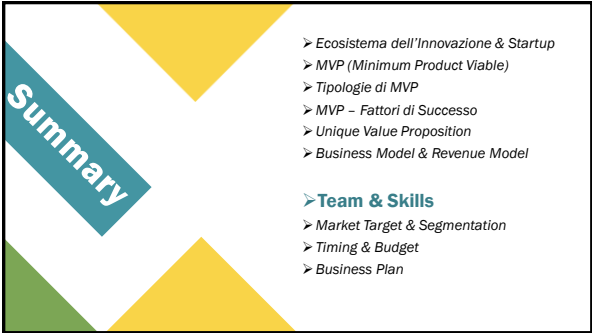 Summary
➢Ecosistema dell'Innovazione & Startup
➢MVP (Minimum Product Viable)
➢Tipologie di MVP
➢MVP – Fattori di Successo
➢Unique Value Proposition
➢Business Model & Revenue Model
➢Team & Skills
➢Market Target & Segmentation
➢Timing & Budget
➢Business Plan